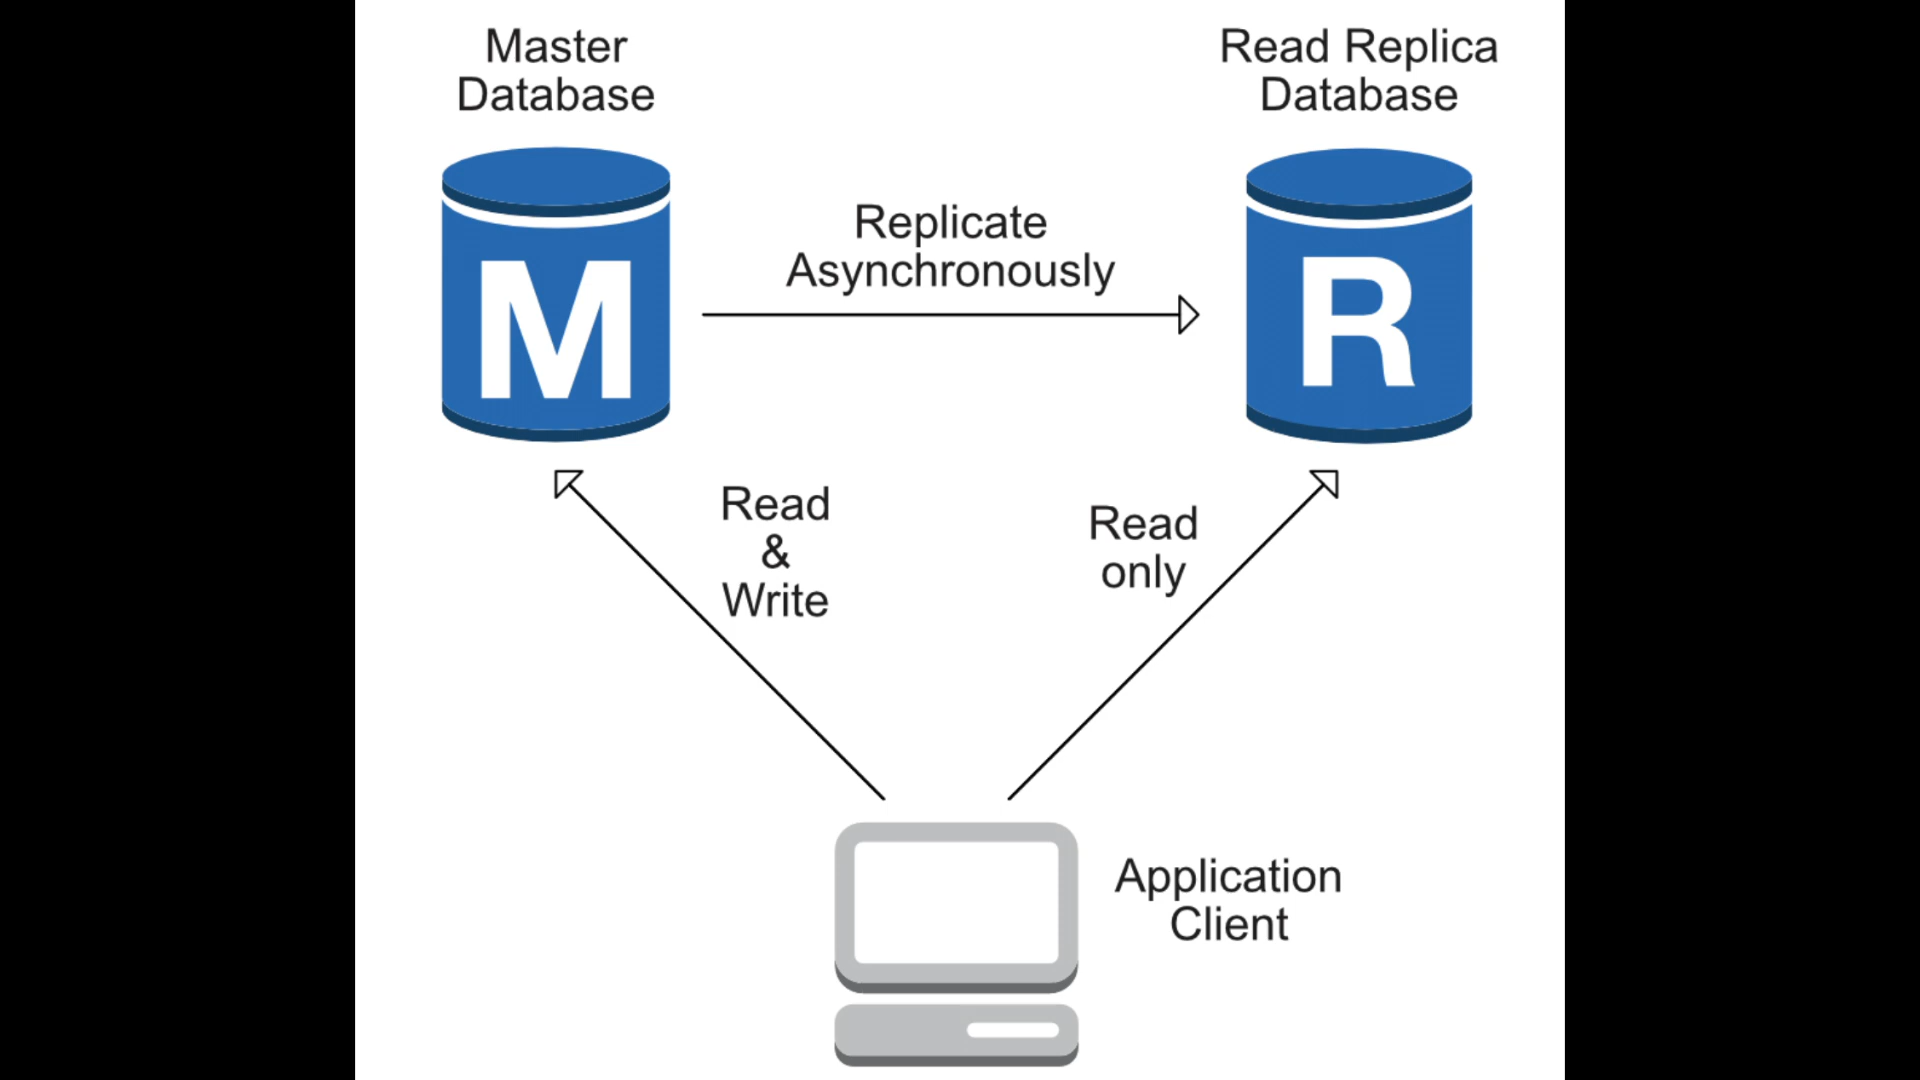 Master
Database
Read Replica
Database
Replicate
Asynchronously
M
R
Read
&
Write
Read
only
Application
Client